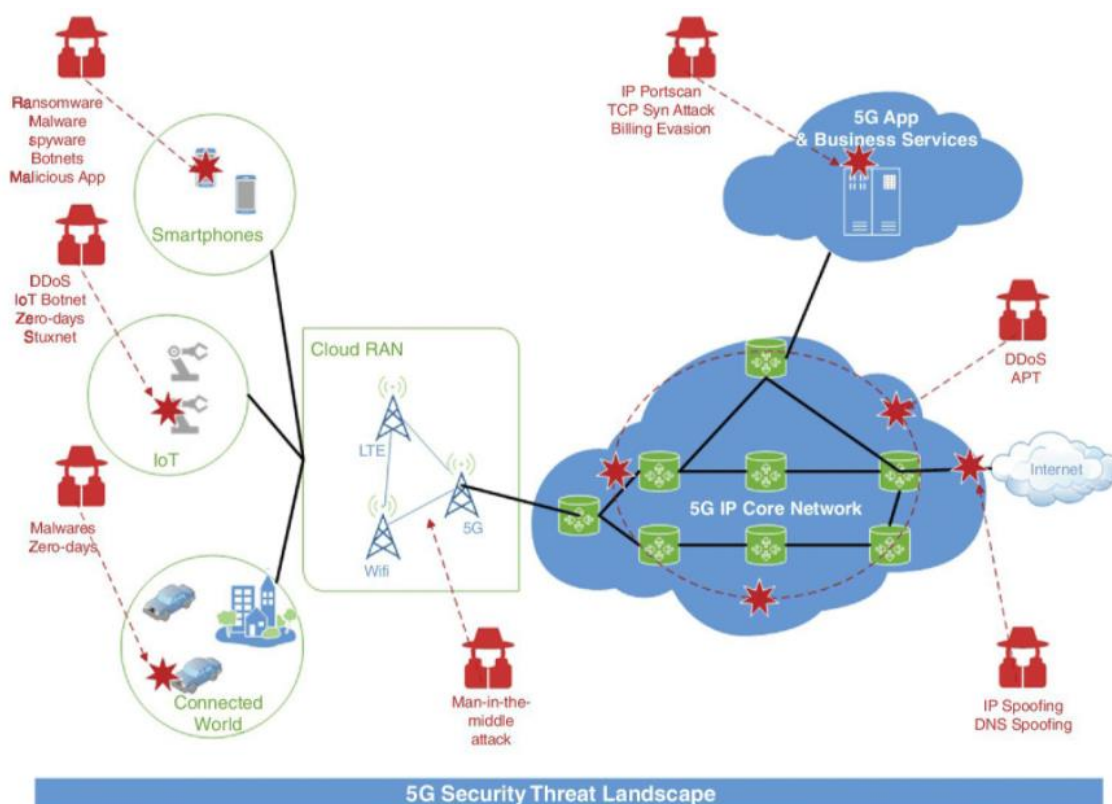 Ransomware
Malware
spyware
Botnets
Malicious App
Smartphones
DDoS
IoT Botnet
Zero-days
Stuxnet
IoT
Malwares
Zero-days
Connected
World
Cloud RAN
LTE
5G
Wifi
Man-in-the-
middle
attack
IP Portscan
TCP Syn Attack
Billing Evasion
5G App
& Business Services
DDoS
APT
Internet
5G IP Core Network
IP Spoofing
DNS Spoofing
5G Security Threat Landscape